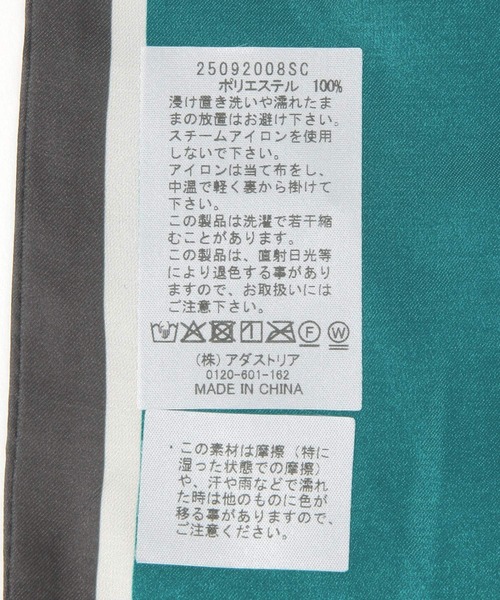 25092008SC
ポリエステル 100%
浸け置き洗いや濡れたま
まの放置はお避け下さい。
スチームアイロンを使用
しないで下さい。
アイロンは当て布をし、
中温で軽く裏から掛けて
下さい。
この製品は洗濯で若干縮
むことがあります。
この製品は、直射日光等
により退色する事があり
ますので、お取扱いには
ご注意下さい。
F W
(株) アダストリア
0120-601-162
MADE IN CHINA
・この素材は摩擦(特に
湿った状態での摩擦)
や、汗や雨などで濡れ
た時は他のものに色が
移る事がありますので、
ご注意ください。